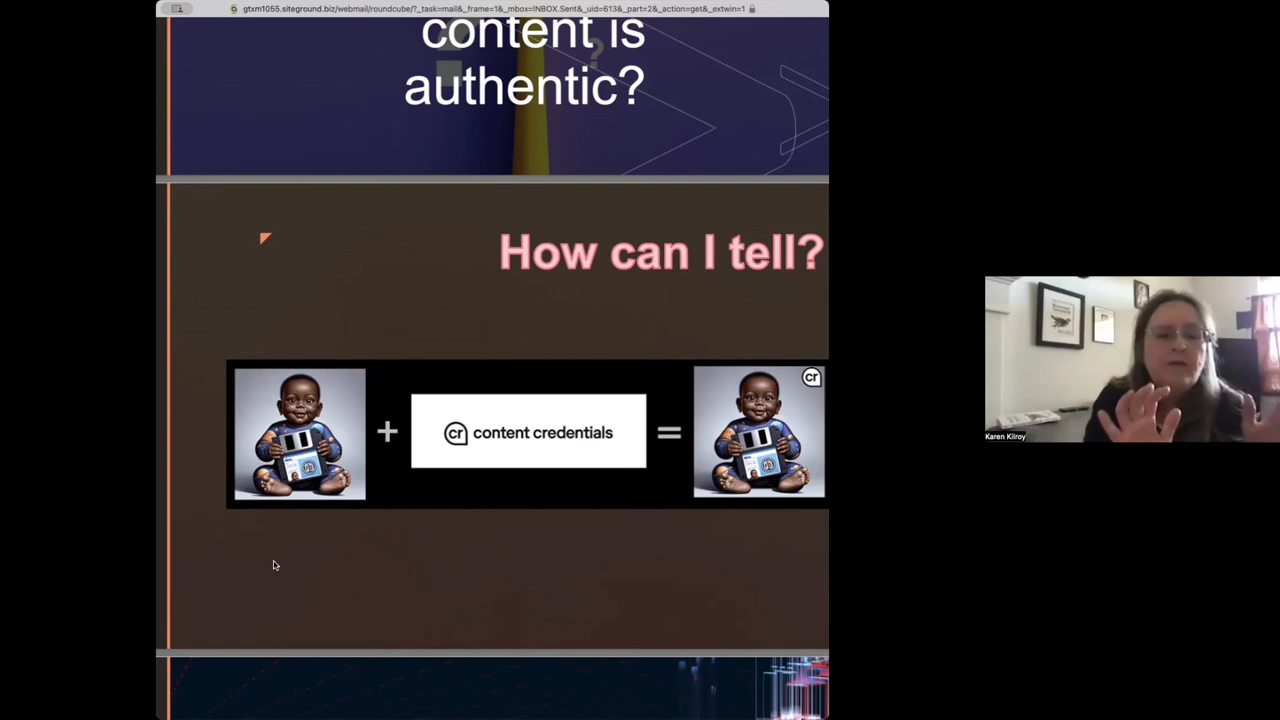 gtxm1055.siteground.biz/webmail/roundcube/?_task=mail&_frame=1&_mbox=INBOX.Sent&_uid=613&_part=2&_action=get&_extwin=1
content is
?
authentic?
How can I tell?
cr
+
cr content credentials
=
Karen Kilroy